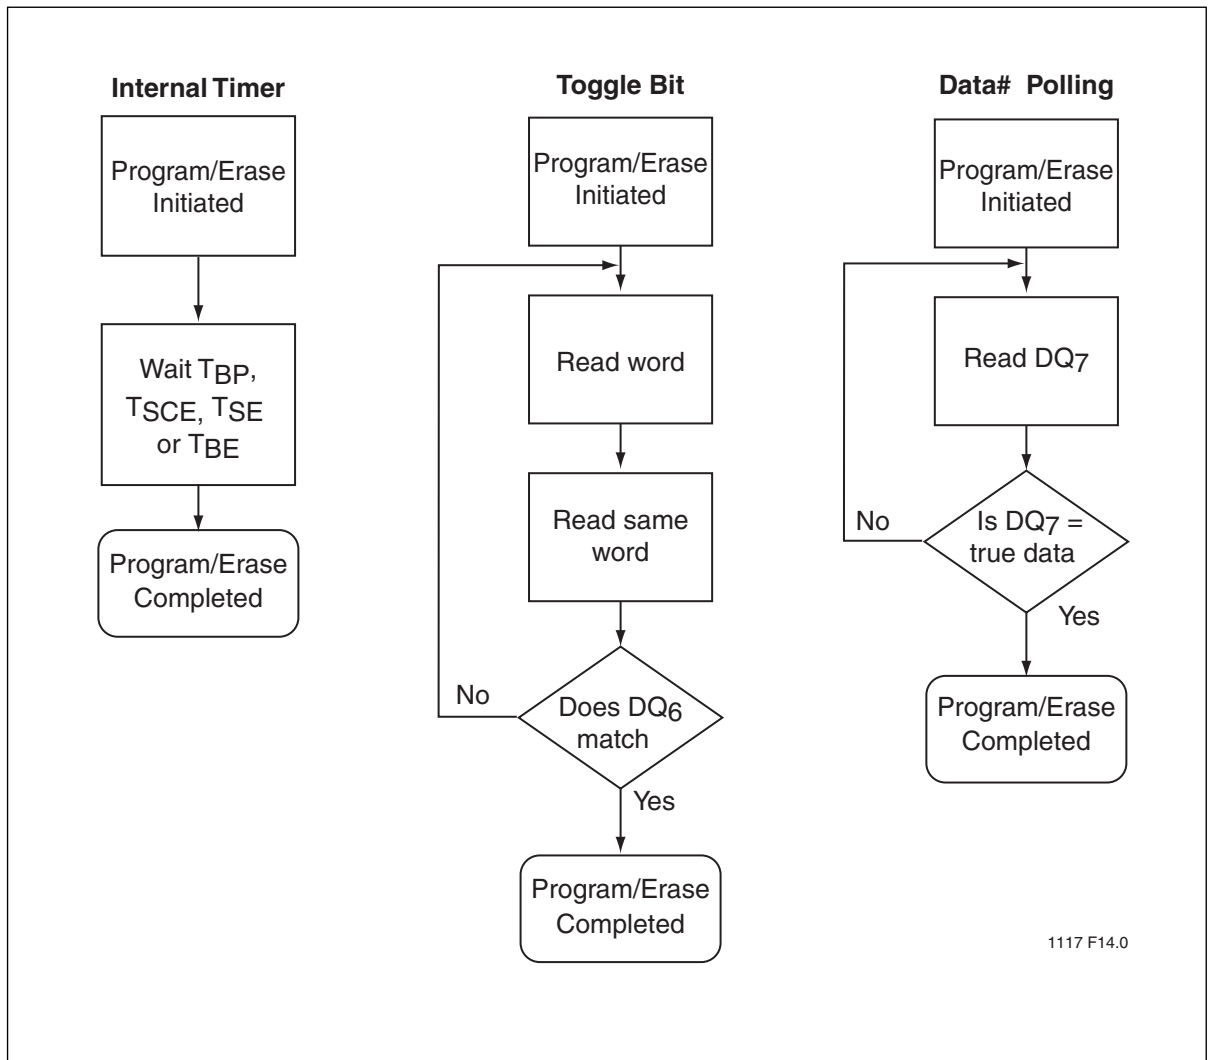 Internal Timer
Program/Erase
Initiated
Wait TBP,
TSCE, TSE
or TBE
Program/Erase
Completed
Toggle Bit
Program/Erase
Initiated
Read word
Read same
word
No
Does DQ6
match
Yes
Program/Erase
Completed
Data# Polling
Program/Erase
Initiated
Read DQ7
No
Is DQ7 =
true data
Yes
Program/Erase
Completed
1117 F14.0